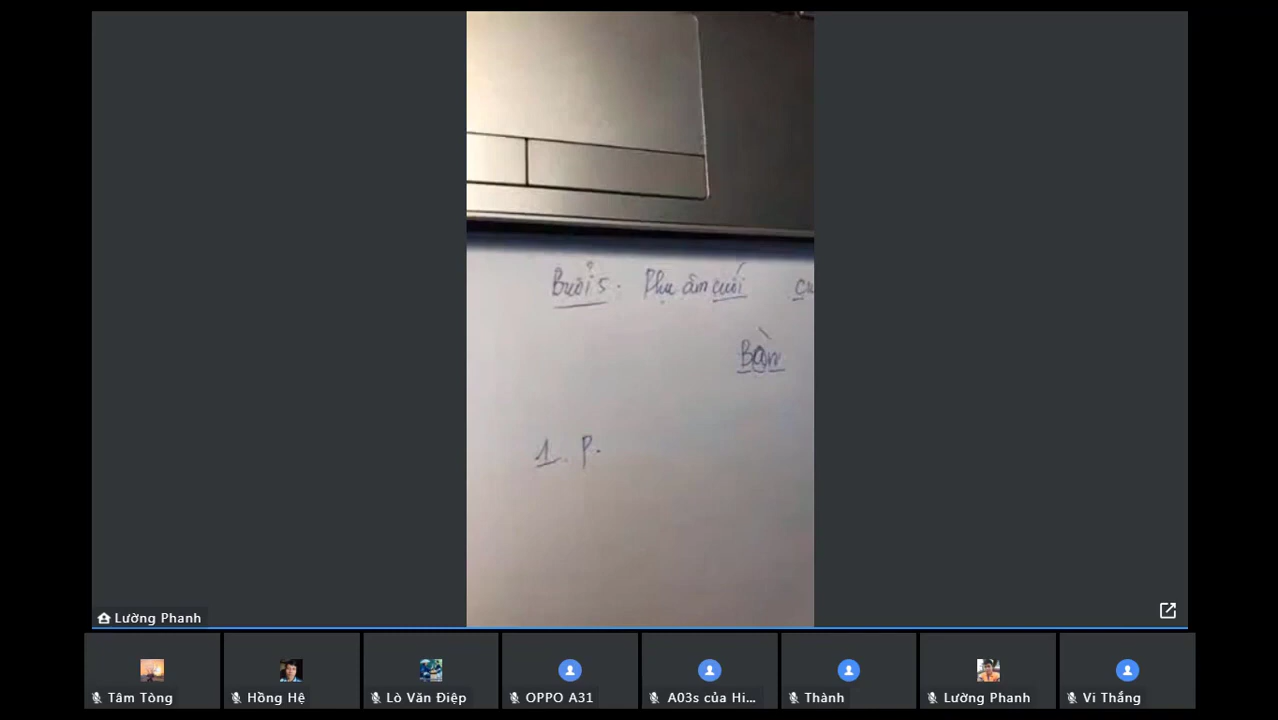 Buổi 5. Phụ âm cuối
Bàn
1. P.
Lường Phanh
Tâm Tòng
Hồng Hệ
Lò Văn Điệp
OPPO A31
A03s của Hi...
Thành
Lường Phanh
Vi Thắng